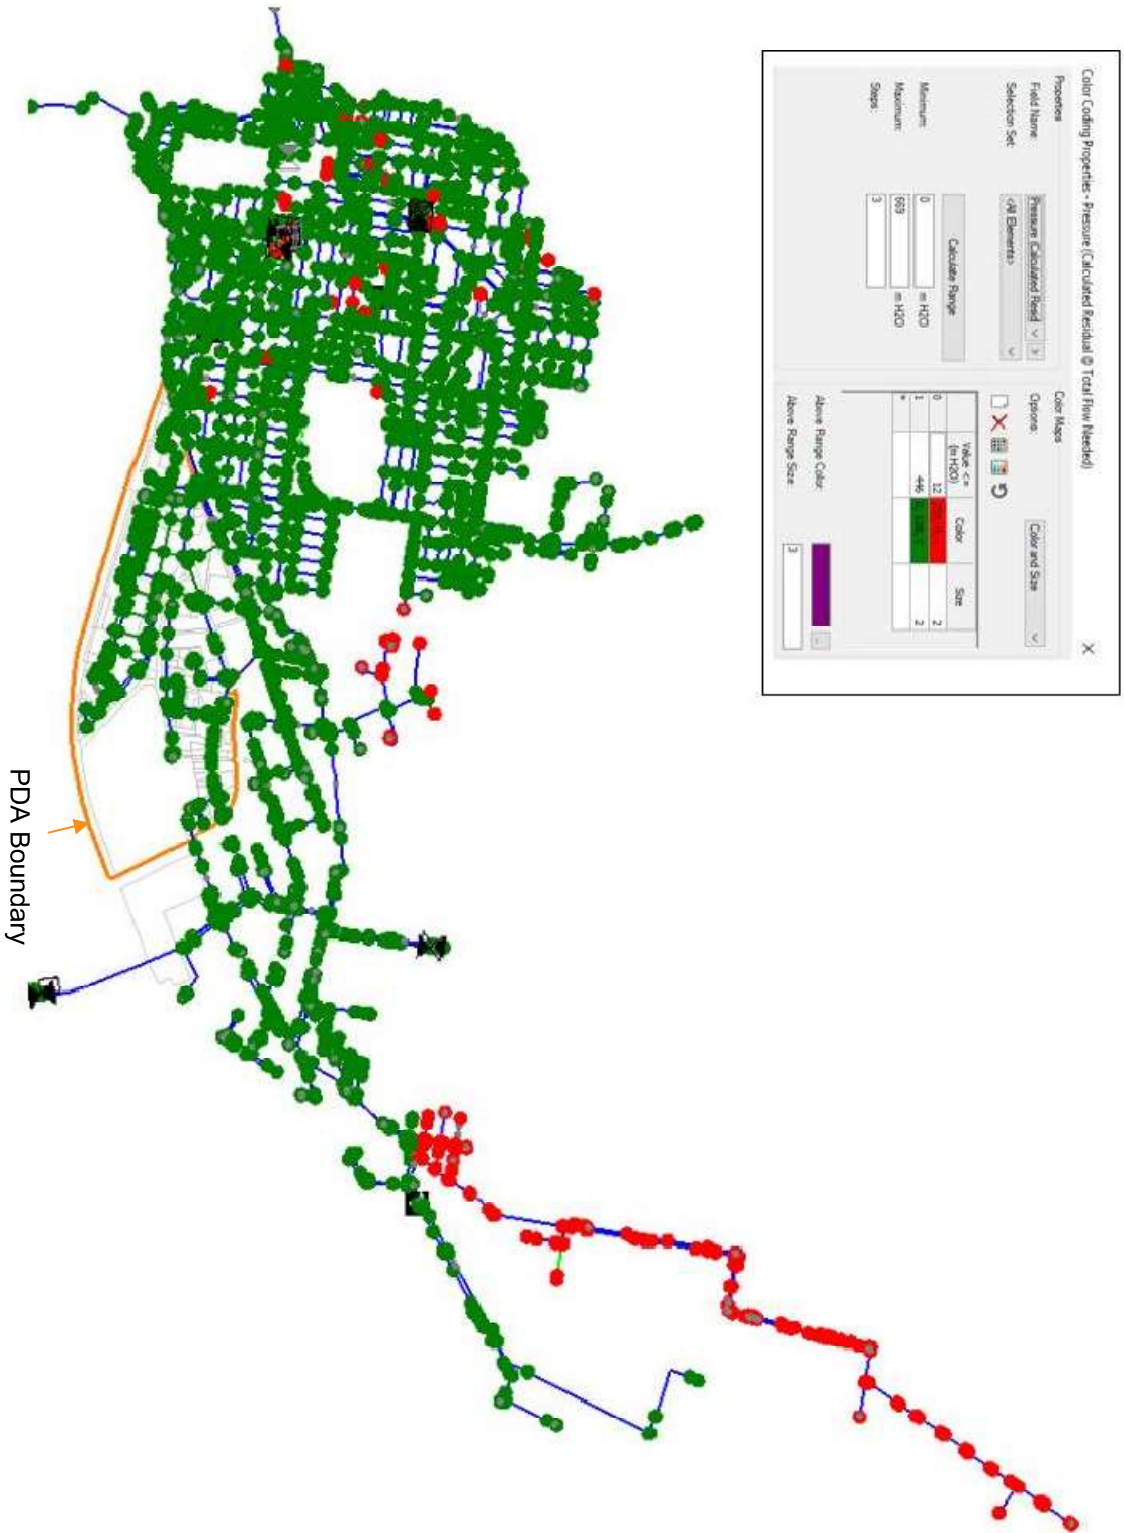 Color Coding Properties - Pressure (Calculated Residual @ Total Flow Needed)
X
Properties
Field Name:
Pressure (Calculated Resid
>
Selection Set:
<All Elements>
Calculate Range
Minimum:
0
m H2O
Maximum:
669
m H2O
Steps:
3
Color Maps
Options:
Color and Size
Value <=
(m H2O)
Color
Size
0
12
2
1
446
2
*
Above Range Color:
...
Above Range Size:
3
PDA Boundary